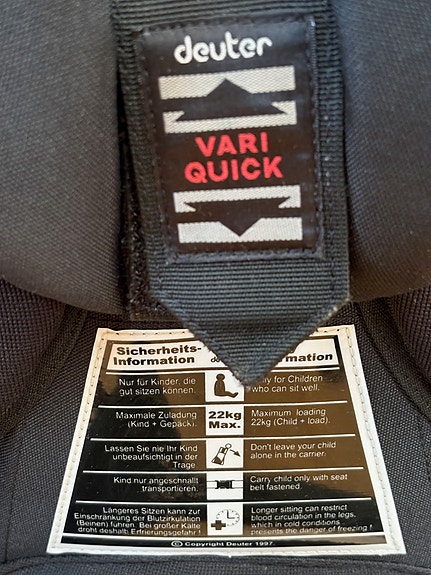 deuter
VARI
QUICK
Sicherheits-
Information
de
rmation
Nur für Kinder, die
gut sitzen können.
ly for Children
who can sit well.
Maximale Zuladung
(Kind + Gepäck).
22kg
Max.
Maximum loading
22kg (Child + load).
Lassen Sie nie Ihr Kind
unbeaufsichtigt in der
Trage
Don't leave your child
alone in the carrier.
Kind nur angeschnallt
transportieren.
Carry child only with seat
belt fastened.
Längeres Sitzen kann zur
Einschränkung der Blutzirkulation
(Beinen) führen. Bei großer Kälte
droht deshalb Erfrierungsgefahr !
Longer sitting can restrict
blood circulation in the legs,
which in cold conditions
presents the danger of freezing !
© Copyright Deuter 1997.